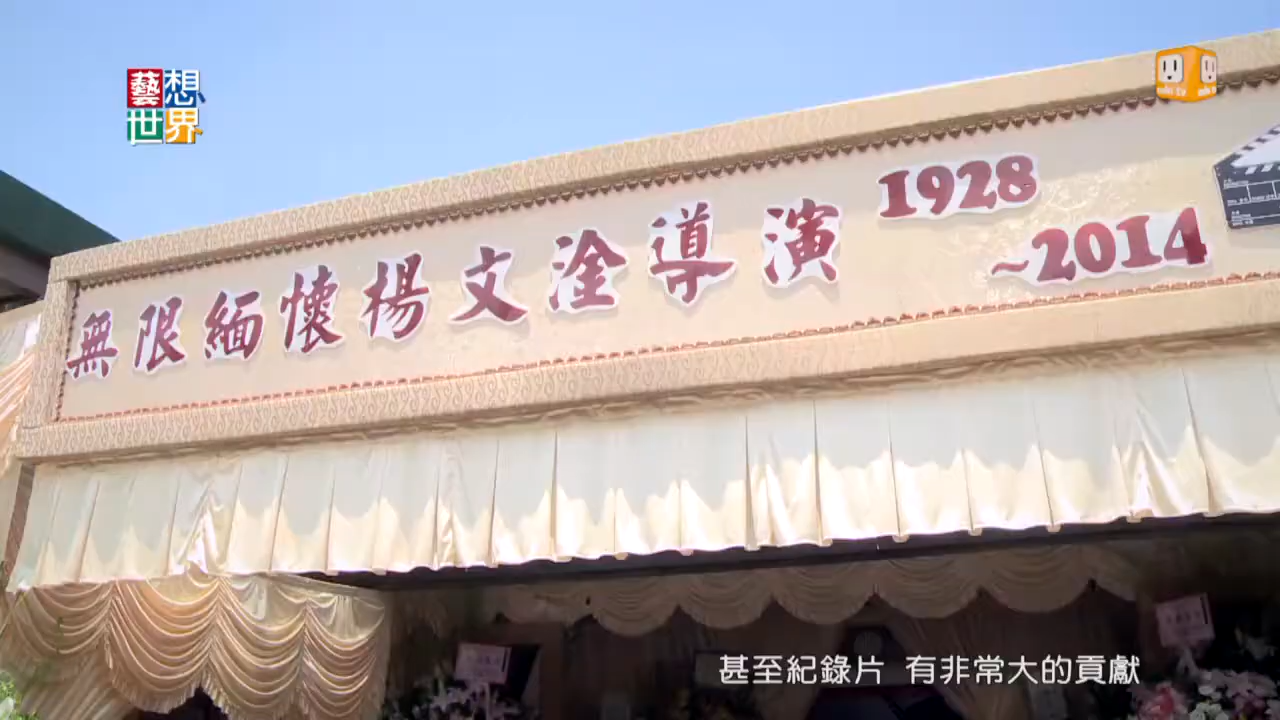 藝想
世界
無限緬懷楊文淦導演
1928
~2014
甚至紀錄片 有非常大的貢獻